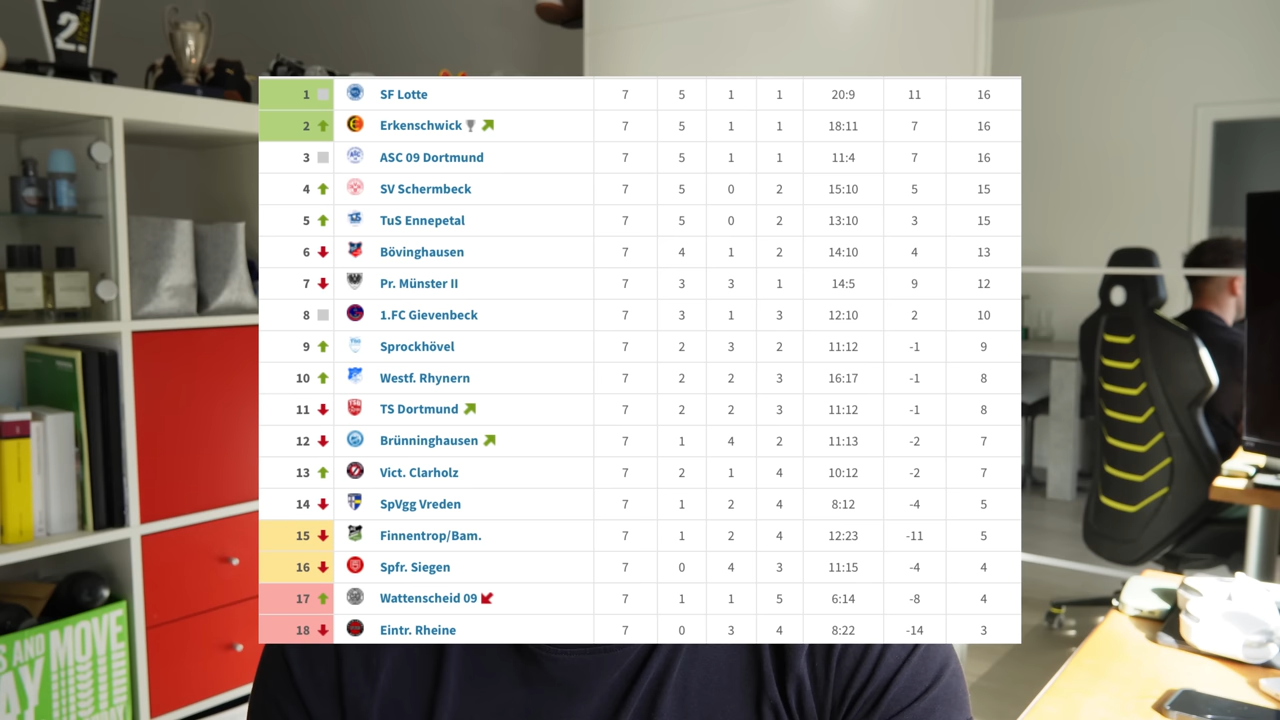 2.
1 SF Lotte 7 5 1 1 20:9 11 16
2 Erkenschwick 7 5 1 1 18:11 7 16
3 ASC 09 Dortmund 7 5 1 1 11:4 7 16
4 SV Schermbeck 7 5 0 2 15:10 5 15
5 TuS Ennepetal 7 5 0 2 13:10 3 15
6 Bövinghausen 7 4 1 2 14:10 4 13
7 Pr. Münster II 7 3 3 1 14:5 9 12
8 1.FC Gievenbeck 7 3 1 3 12:10 2 10
9 Sprockhövel 7 2 3 2 11:12 -1 9
10 Westf. Rhynern 7 2 2 3 16:17 -1 8
11 TS Dortmund 7 2 2 3 11:12 -1 8
12 Brünninghausen 7 1 4 2 11:13 -2 7
13 Vict. Clarholz 7 2 1 4 10:12 -2 7
14 SpVgg Vreden 7 1 2 4 8:12 -4 5
15 Finnentrop/Bam. 7 1 2 4 12:23 -11 5
16 Spfr. Siegen 7 0 4 3 11:15 -4 4
17 Wattenscheid 09 7 1 1 5 6:14 -8 4
18 Eintr. Rheine 7 0 3 4 8:22 -14 3
AND
MOVE
AY